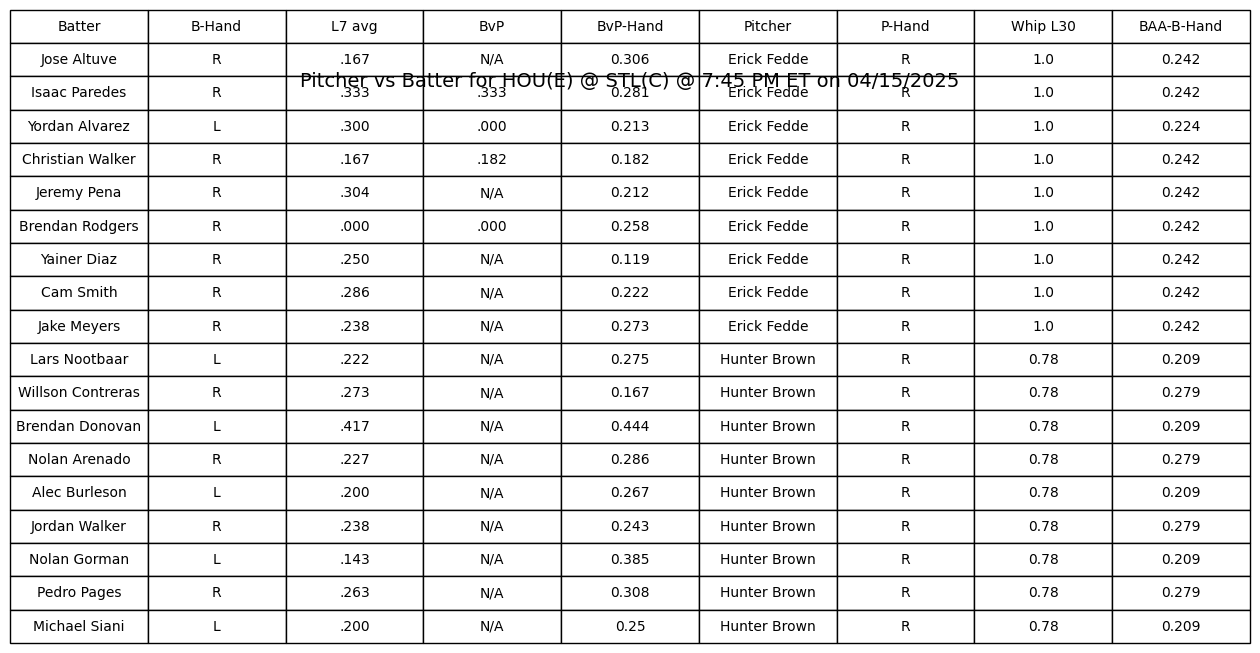 Batter B-Hand L7 avg BvP BvP-Hand Pitcher P-Hand Whip L30 BAA-B-Hand
Jose Altuve R .167 N/A 0.306 Erick Fedde R 1.0 0.242
Pitcher vs Batter for HOU(E) @ STL(C) @ 7:45 PM ET on 04/15/2025
Isaac Paredes R .333 .333 0.281 Erick Fedde R 1.0 0.242
Yordan Alvarez L .300 .000 0.213 Erick Fedde R 1.0 0.224
Christian Walker R .167 .182 0.182 Erick Fedde R 1.0 0.242
Jeremy Pena R .304 N/A 0.212 Erick Fedde R 1.0 0.242
Brendan Rodgers R .000 .000 0.258 Erick Fedde R 1.0 0.242
Yainer Diaz R .250 N/A 0.119 Erick Fedde R 1.0 0.242
Cam Smith R .286 N/A 0.222 Erick Fedde R 1.0 0.242
Jake Meyers R .238 N/A 0.273 Erick Fedde R 1.0 0.242
Lars Nootbaar L .222 N/A 0.275 Hunter Brown R 0.78 0.209
Willson Contreras R .273 N/A 0.167 Hunter Brown R 0.78 0.279
Brendan Donovan L .417 N/A 0.444 Hunter Brown R 0.78 0.209
Nolan Arenado R .227 N/A 0.286 Hunter Brown R 0.78 0.279
Alec Burleson L .200 N/A 0.267 Hunter Brown R 0.78 0.209
Jordan Walker R .238 N/A 0.243 Hunter Brown R 0.78 0.279
Nolan Gorman L .143 N/A 0.385 Hunter Brown R 0.78 0.209
Pedro Pages R .263 N/A 0.308 Hunter Brown R 0.78 0.279
Michael Siani L .200 N/A 0.25 Hunter Brown R 0.78 0.209